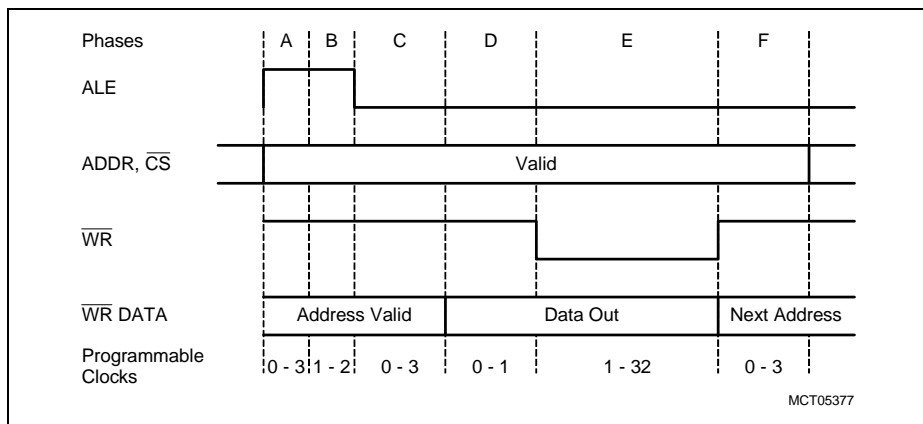 Phases A B C D E F
ALE
ADDR, CS Valid
WR
WR DATA Address Valid Data Out Next Address
Programmable
Clocks
0 - 3 1 - 2 0 - 3 0 - 1 1 - 32 0 - 3
MCT05377